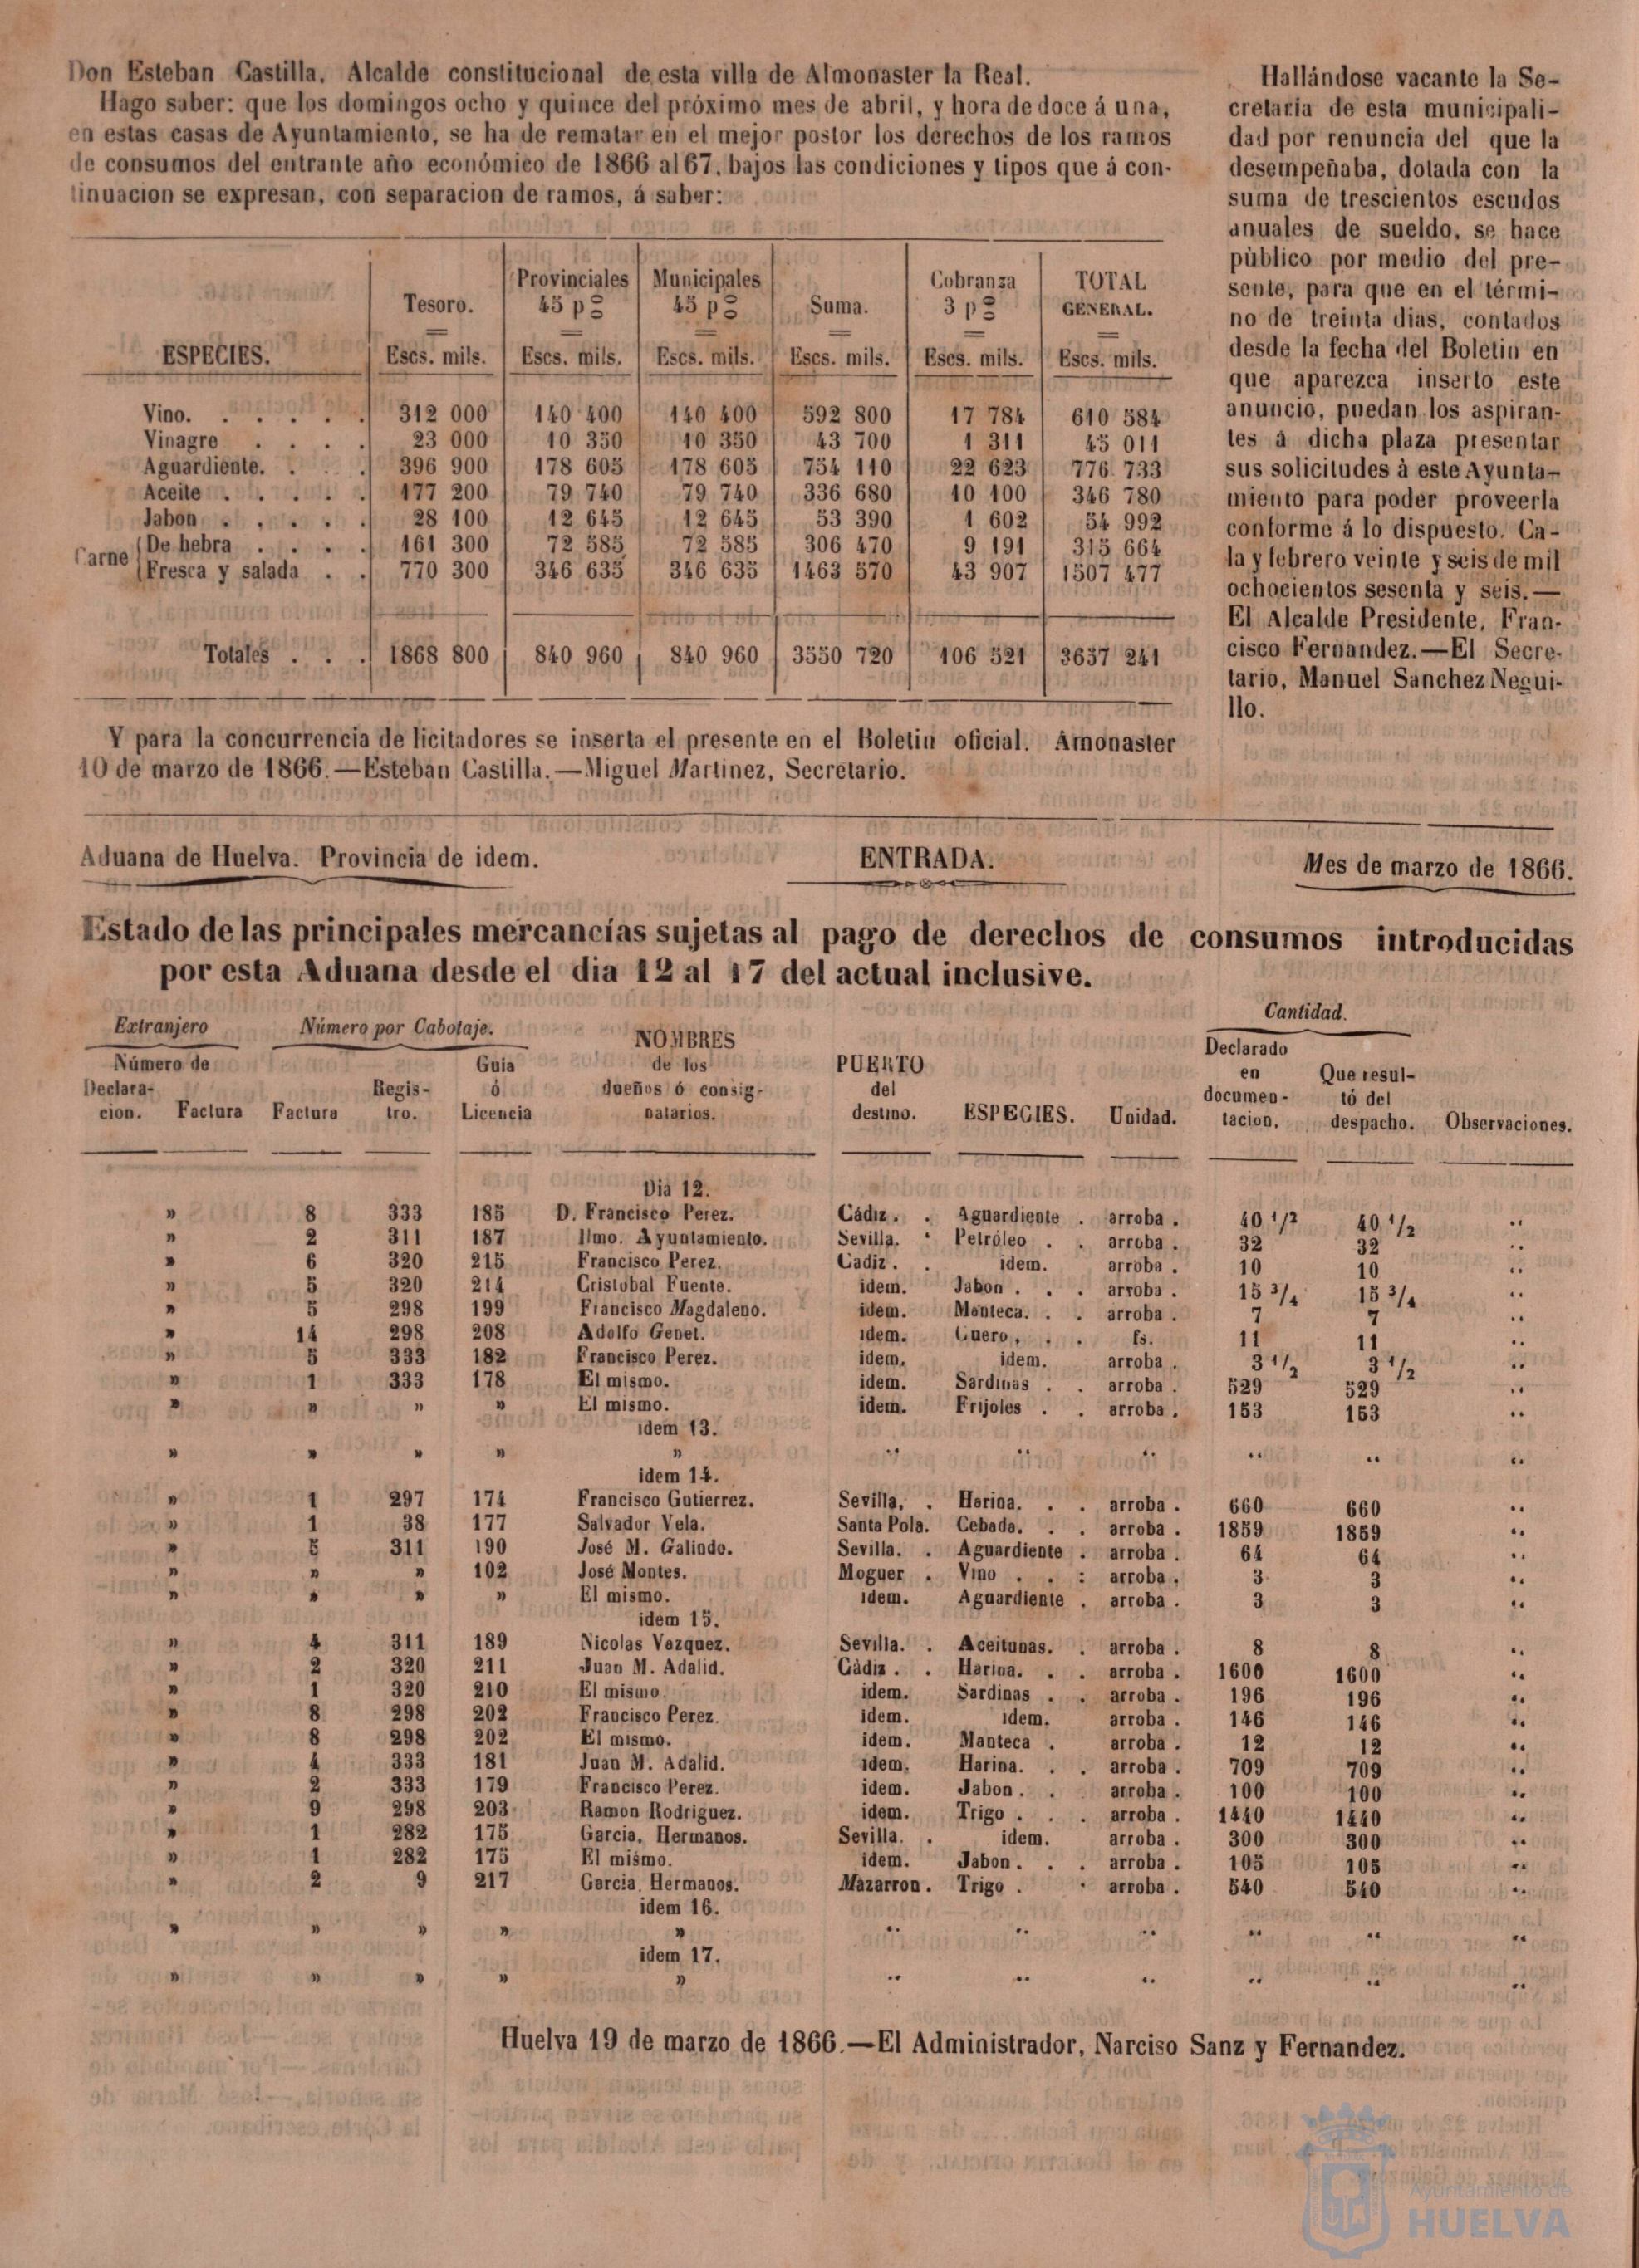 Don Esteban Castilla, Alcalde constitucional de esta villa de Almonaster la Real.
Hago saber: que los domingos ocho y quince del próximo mes de abril, y hora de doce á una,
en estas casas de Ayuntamiento, se ha de rematar en el mejor postor los derechos de los ramos
de consumos del entrante año económico de 1866 al 67, bajos las condiciones y tipos que á con-
tinuacion se expresan, con separacion de ramos, á saber:
Provinciales Municipales Cobranza TOTAL
Tesoro. 45 p% 45 p% Suma. 3 p% GENERAL.
ESPECIES. Escs. mils. Escs. mils. Escs. mils. Escs. mils. Escs. mils. Escs. mils.
Vino. . . . . . 312 000 140 400 140 400 592 800 17 784 610 584
Vinagre . . . . 23 000 10 350 10 350 43 700 1 311 45 011
Aguardiente. . . . 396 900 178 605 178 605 754 110 22 623 776 733
Aceite . . . . . 177 200 79 740 79 740 336 680 10 100 346 780
Jabon . . . . . 28 100 12 645 12 645 53 390 1 602 54 992
Carne (De hebra . . . . 161 300 72 585 72 585 306 470 9 191 315 664
(Fresca y salada . . 770 300 346 635 346 635 1463 570 43 907 1507 477
Totales . . . 1868 800 840 960 840 960 3550 720 106 521 3657 241
Y para la concurrencia de licitadores se inserta el presente en el Boletin oficial. Amonaster
10 de marzo de 1866.—Esteban Castilla.—Miguel Martinez, Secretario.
Hallándose vacante la Se-
cretaría de esta municipali-
dad por renuncia del que la
desempeñaba, dotada con la
suma de trescientos escudos
anuales de sueldo, se hace
público por medio del pre-
sente, para que en el térmi-
no de treinta dias, contados
desde la fecha del Boletin en
que aparezca inserto este
anuncio, puedan los aspiran-
tes á dicha plaza presentar
sus solicitudes à este Ayunta-
miento para poder proveerla
conforme á lo dispuesto. Ca-
la y febrero veinte y seis de mil
ochocientos sesenta y seis.—
El Alcalde Presidente, Fran-
cisco Fernandez.—El Secre-
tario, Manuel Sanchez Negui-
llo.
Aduana de Huelva. Provincia de idem. ENTRADA. Mes de marzo de 1866.
Estado de las principales mercancías sujetas al pago de derechos de consumos introducidas
por esta Aduana desde el dia 12 al 17 del actual inclusive.
Extranjero Número por Cabotaje. Cantidad.
NOMBRES Declarado
Número de Guia de los PUERTO en Que resul-
Declara- Regis- ó dueños ó consig- del documen- tó del
cion. Factura Factura tro. Licencia natarios. destino. ESPECIES. Unidad. tacion. despacho. Observaciones.
Dia 12.
» 8 333 185 D. Francisco Perez. Cádiz . . Aguardiente . arroba . 40 1/2 40 1/2 ..
» 2 311 187 Ilmo. Ayuntamiento. Sevilla. . Petróleo . . arroba . 32 32 ..
» 6 320 215 Francisco Perez. Cadiz . . idem. arroba . 10 10 ..
» 5 320 214 Cristobal Fuente. idem. Jabon . . . arroba . 15 3/4 15 3/4 ..
» 5 298 199 Francisco Magdaleno. idem. Manteca. . . arroba . 7 7 ..
» 14 298 208 Adolfo Genet. idem. Cuero . . . fs. 11 11 ..
» 5 333 182 Francisco Perez. idem. idem. arroba . 3 1/2 3 1/2 ..
» 1 333 178 El mismo. idem. Sardinas . . arroba . 529 529 ..
» » » » El mismo. idem. Frijoles . . arroba . 153 153 ..
idem 13.
» » » » » .. .. .. .. .. ..
idem 14.
» 1 297 174 Francisco Gutierrez. Sevilla. . Harina. . . arroba . 660 660 ..
» 1 38 177 Salvador Vela. Santa Pola. Cebada. . . arroba . 1859 1859 ..
» 5 311 190 José M. Galindo. Sevilla. . Aguardiente . arroba . 64 64 ..
» » » 102 José Montes. Moguer . Vino . . : arroba . 3 3 ..
» » » » El mismo. idem. Aguardiente . arroba . 3 3 ..
idem 15.
» 4 311 189 Nicolas Vazquez. Sevilla. . Aceitunas. . arroba . 8 8 ..
» 2 320 211 Juan M. Adalid. Cádiz . . Harina. . . arroba . 1600 1600 ..
» 1 320 210 El mismo. idem. Sardinas . . arroba . 196 196 ..
» 8 298 202 Francisco Perez. idem. idem. arroba . 146 146 ..
» 8 298 202 El mismo. idem. Manteca . arroba . 12 12 ..
» 4 333 181 Juan M. Adalid. idem. Harina. . . arroba . 709 709 ..
» 2 333 179 Francisco Perez. idem. Jabon . . arroba . 100 100 ..
» 9 298 203 Ramon Rodriguez. idem. Trigo . . . arroba . 1440 1440 ..
» 1 282 175 Garcia, Hermanos. Sevilla. . idem. arroba . 300 300 ..
» 1 282 175 El mismo. idem. Jabon . . . arroba . 105 105 ..
» 2 9 217 Garcia, Hermanos. Mazarron . Trigo . . arroba . 540 540 ..
idem 16.
» » » » » .. .. .. .. .. ..
idem 17.
» » » » » .. .. .. .. .. ..
Huelva 19 de marzo de 1866.—El Administrador, Narciso Sanz y Fernandez.
Ayuntamiento de
HUELVA